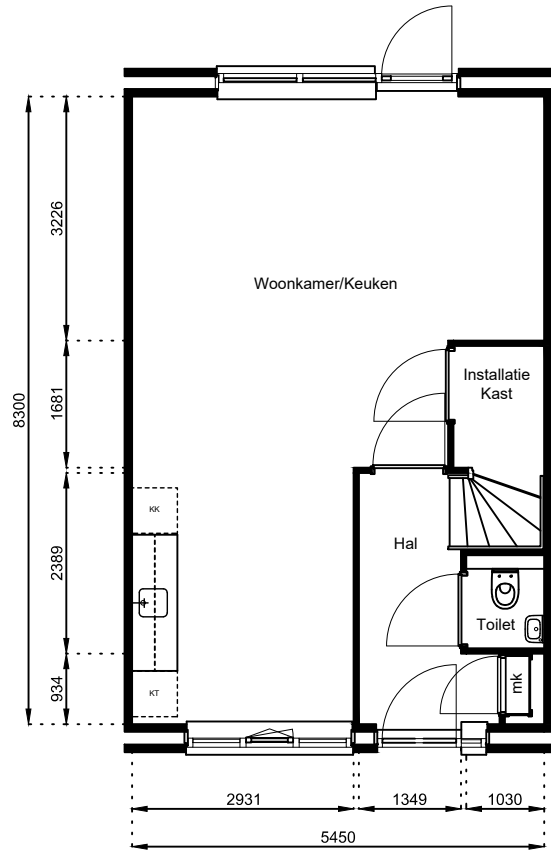 3226
Woonkamer/Keuken
Installatie
Kast
1681
8300
KK
Hal
2389
Toilet
934
KT
mk
2931
1349
1030
5450